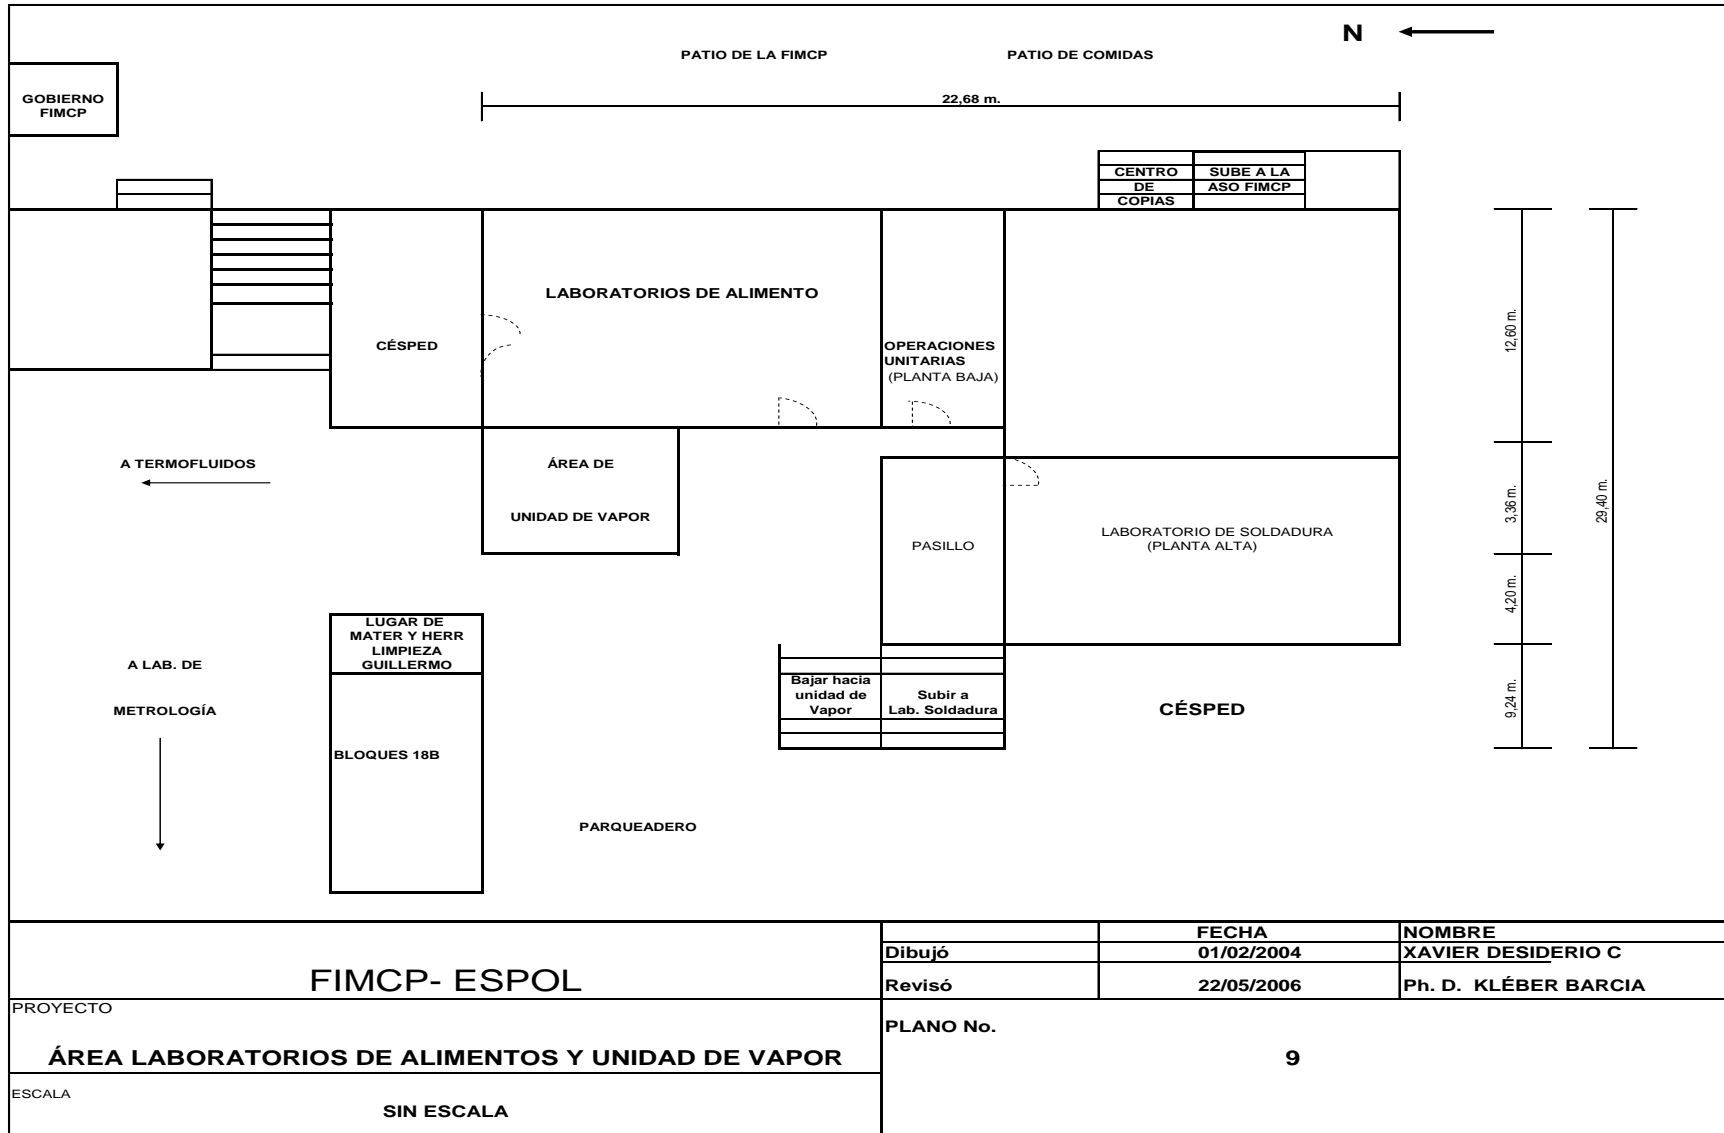 N
PATIO DE LA FIMCP
PATIO DE COMIDAS
GOBIERNO
FIMCP
22,68 m.
CENTRO
DE
COPIAS
SUBE A LA
ASO FIMCP
LABORATORIOS DE ALIMENTO
CÉSPED
OPERACIONES
UNITARIAS
(PLANTA BAJA)
12,60 m.
A TERMOFLUIDOS
ÁREA DE
UNIDAD DE VAPOR
PASILLO
LABORATORIO DE SOLDADURA
(PLANTA ALTA)
3,36 m.
29,40 m.
4,20 m.
LUGAR DE
MATER Y HERR
LIMPIEZA
GUILLERMO
A LAB. DE
METROLOGÍA
Bajar hacia
unidad de
Vapor
Subir a
Lab. Soldadura
CÉSPED
9,24 m.
BLOQUES 18B
PARQUEADERO
FECHA
NOMBRE
Dibujó
01/02/2004
XAVIER DESIDERIO C
FIMCP- ESPOL
Revisó
22/05/2006
Ph. D. KLÉBER BARCIA
PROYECTO
ÁREA LABORATORIOS DE ALIMENTOS Y UNIDAD DE VAPOR
PLANO No.
9
ESCALA
SIN ESCALA